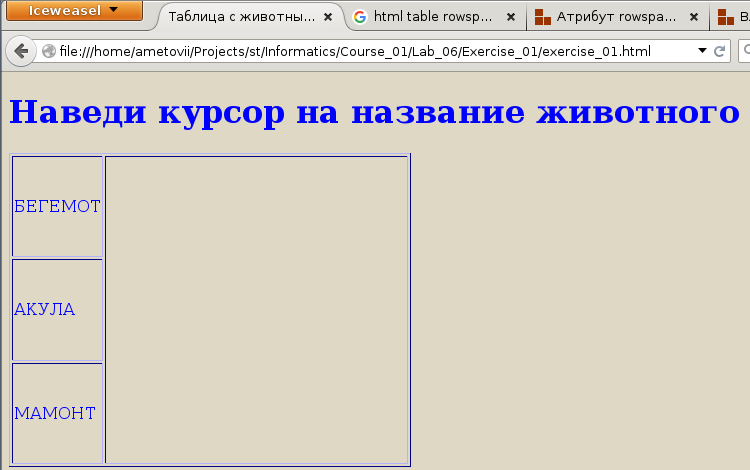 Iceweasel
Таблица с животны...
html table rowsp...
Атрибут rowspa...
file:///home/ametovii/Projects/st/Informatics/Course_01/Lab_06/Exercise_01/exercise_01.html
Наведи курсор на название животного
БЕГЕМОТ
АКУЛА
МАМОНТ